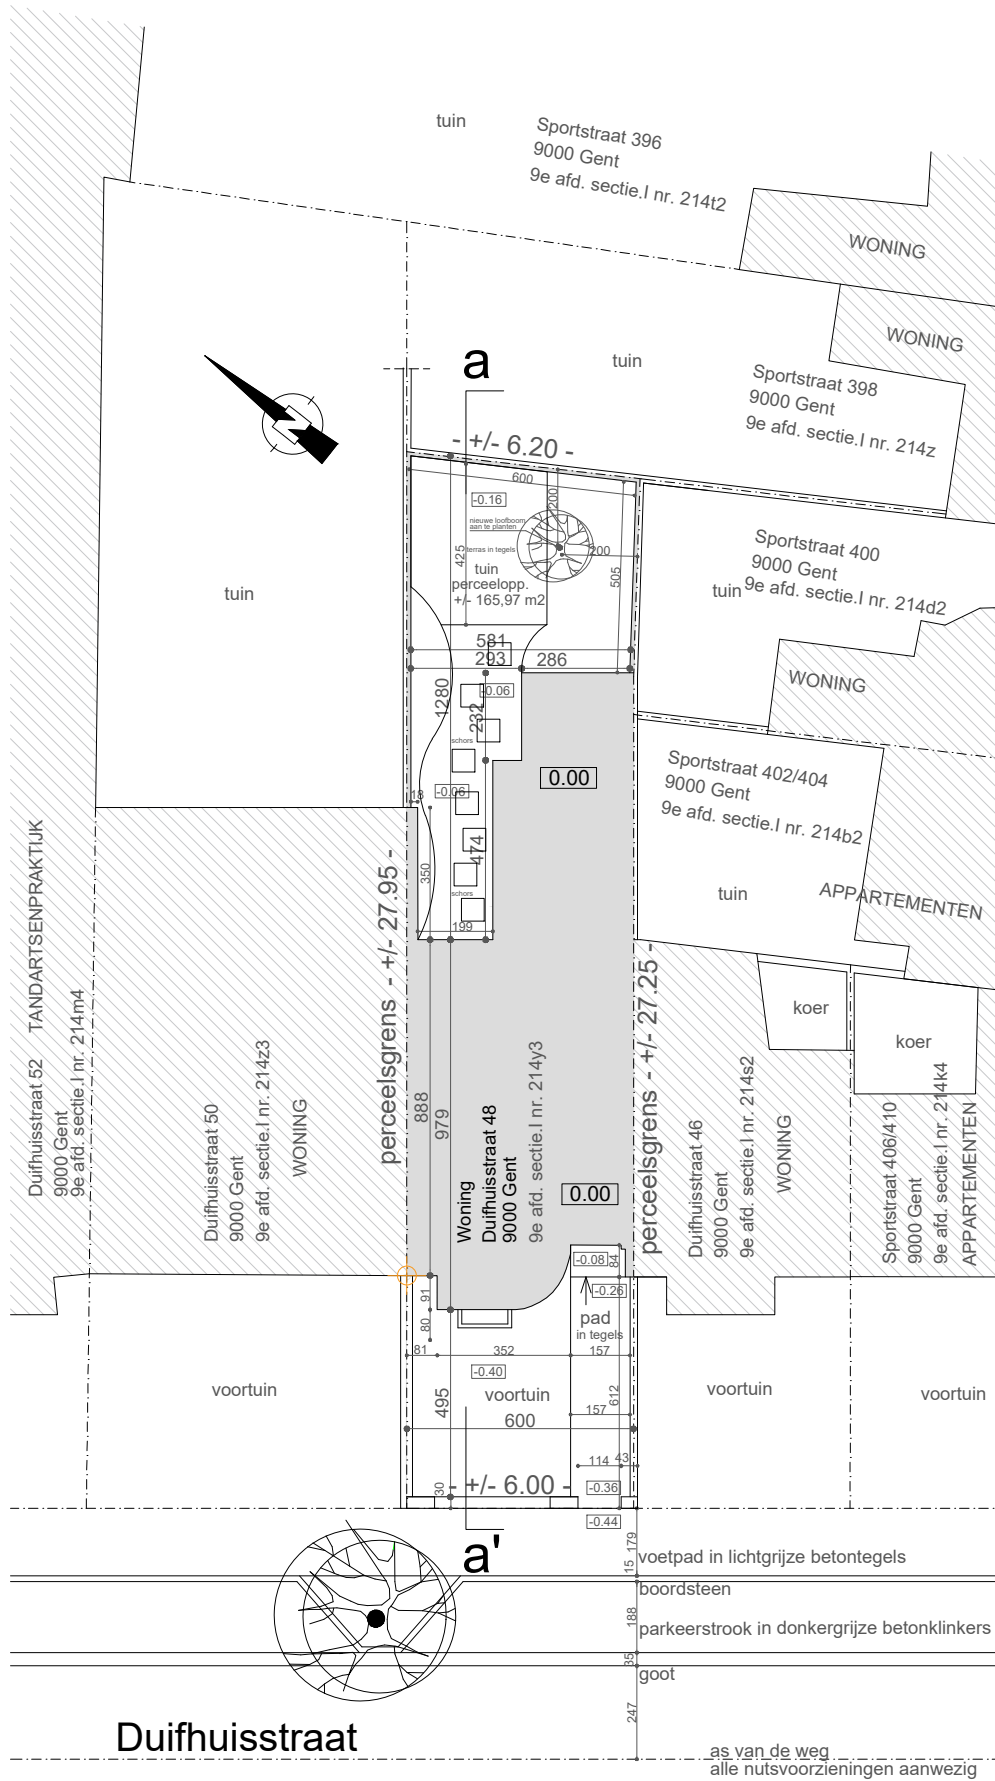 tuin
Sportstraat 396
9000 Gent
9e afd. sectie.I nr. 214t2
WONING
WONING
a
tuin
Sportstraat 398
9000 Gent
9e afd. sectie.I nr. 214z
- +/- 6.20 -
600
-0.16
200
nieuwe loofboom
aan te planten
terras in tegels
425
200
505
tuin
perceelopp.
+/- 165,97 m2
tuin
Sportstraat 400
9000 Gent
9e afd. sectie.I nr. 214d2
tuin
581
293
286
1280
-0.06
232
WONING
schors
0.00
Sportstraat 402/404
9000 Gent
9e afd. sectie.I nr. 214b2
18
-0.06
474
350
schors
199
tuin
APPARTEMENTEN
perceelsgrens - +/- 27.95 -
perceelsgrens - +/- 27.25 -
koer
koer
Duifhuisstraat 52 TANDARTSENPRAKTIJK
9000 Gent
9e afd. sectie.I nr. 214m4
Duifhuisstraat 50
9000 Gent
9e afd. sectie.I nr. 214z3
WONING
888
979
Woning
Duifhuisstraat 48
9000 Gent
9e afd. sectie.I nr. 214y3
0.00
Duifhuisstraat 46
9000 Gent
9e afd. sectie.I nr. 214s2
WONING
Sportstraat 406/410
9000 Gent
9e afd. sectie.I nr. 214k4
APPARTEMENTEN
-0.08
84
-0.26
91
80
pad
in tegels
81
352
157
-0.40
voortuin
voortuin
voortuin
voortuin
495
612
157
600
114
43
30
- +/- 6.00 -
-0.36
-0.44
a'
179
voetpad in lichtgrijze betontegels
15
boordsteen
188
parkeerstrook in donkergrijze betonklinkers
35
goot
247
Duifhuisstraat
as van de weg
alle nutsvoorzieningen aanwezig